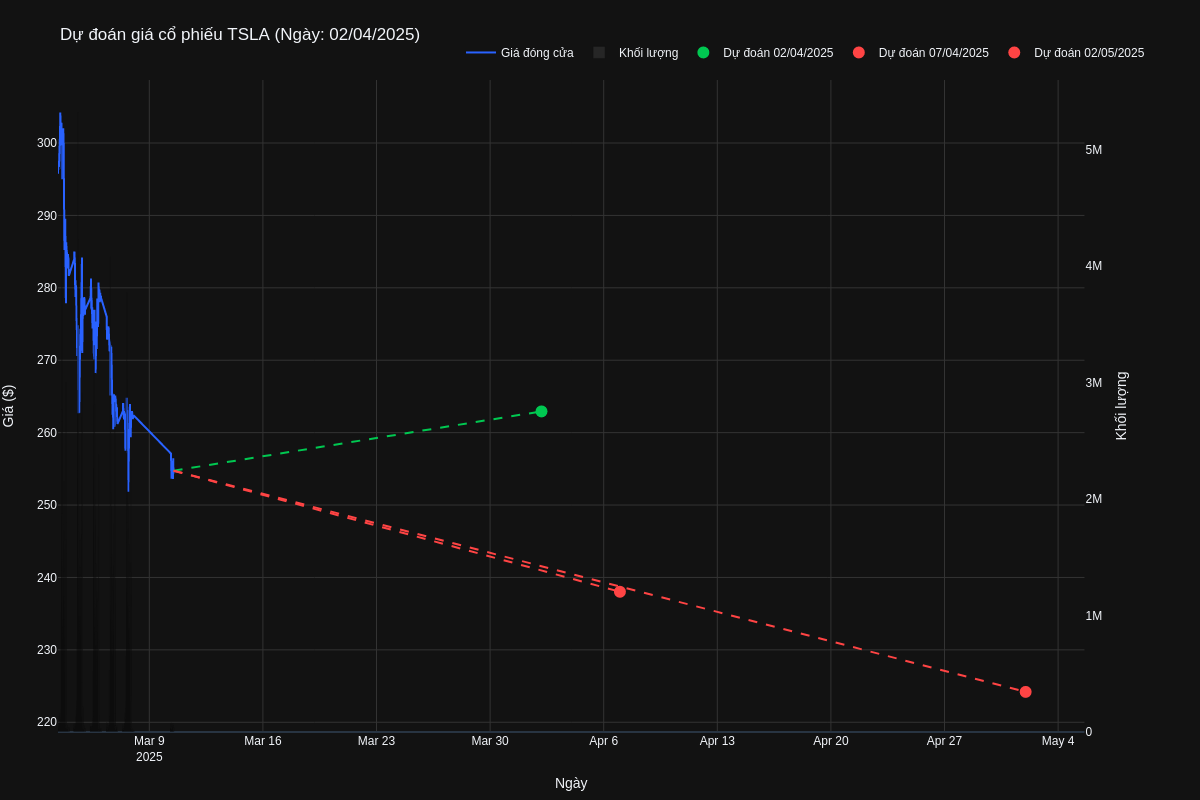 Dự đoán giá cổ phiếu TSLA (Ngày: 02/04/2025)
Giá đóng cửa Khối lượng Dự đoán 02/04/2025 Dự đoán 07/04/2025 Dự đoán 02/05/2025
300
290
280
270
260
250
240
230
220
Giá ($)
5M
4M
3M
2M
1M
0
Khối lượng
Mar 9 Mar 16 Mar 23 Mar 30 Apr 6 Apr 13 Apr 20 Apr 27 May 4
2025
Ngày